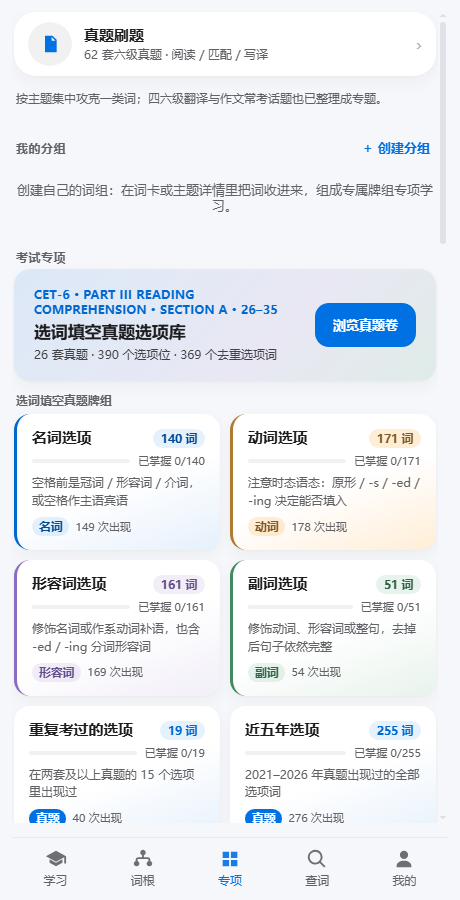 真题刷题
62 套六级真题 · 阅读 / 匹配 / 写译
按主题集中攻克一类词；四六级翻译与作文常考话题也已整理成专题。
我的分组
+ 创建分组
创建自己的词组：在词卡或主题详情里把词收进来，组成专属牌组专项学
习。
考试专项
CET-6 • PART III READING
COMPREHENSION • SECTION A • 26–35
选词填空真题选项库
26 套真题 · 390 个选项位 · 369 个去重选项词
浏览真题卷
选词填空真题牌组
名词选项
140 词
已掌握 0/140
空格前是冠词 / 形容词 / 介词，
或空格作主语宾语
名词
149 次出现
动词选项
171 词
已掌握 0/171
注意时态语态：原形 / -s / -ed /
-ing 决定能否填入
动词
178 次出现
形容词选项
161 词
已掌握 0/161
修饰名词或作系动词补语，也含
-ed / -ing 分词形容词
形容词
169 次出现
副词选项
51 词
已掌握 0/51
修饰动词、形容词或整句，去掉
后句子依然完整
副词
54 次出现
重复考过的选项
19 词
已掌握 0/19
在两套及以上真题的 15 个选项
里出现过
真题
40 次出现
近五年选项
255 词
已掌握 0/255
2021–2026 年真题出现过的全部
选项词
真题
276 次出现
学习
词根
专项
查词
我的